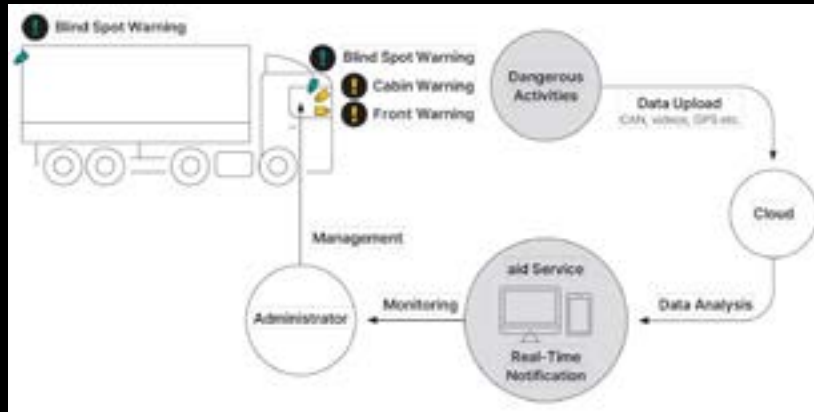 Blind Spot Warning
Blind Spot Warning
Cabin Warning
Front Warning
Dangerous
Activities
Data Upload
CAN, videos, GPS etc.
Cloud
Management
aid Service
Administrator
Monitoring
Data Analysis
Real-Time
Notification